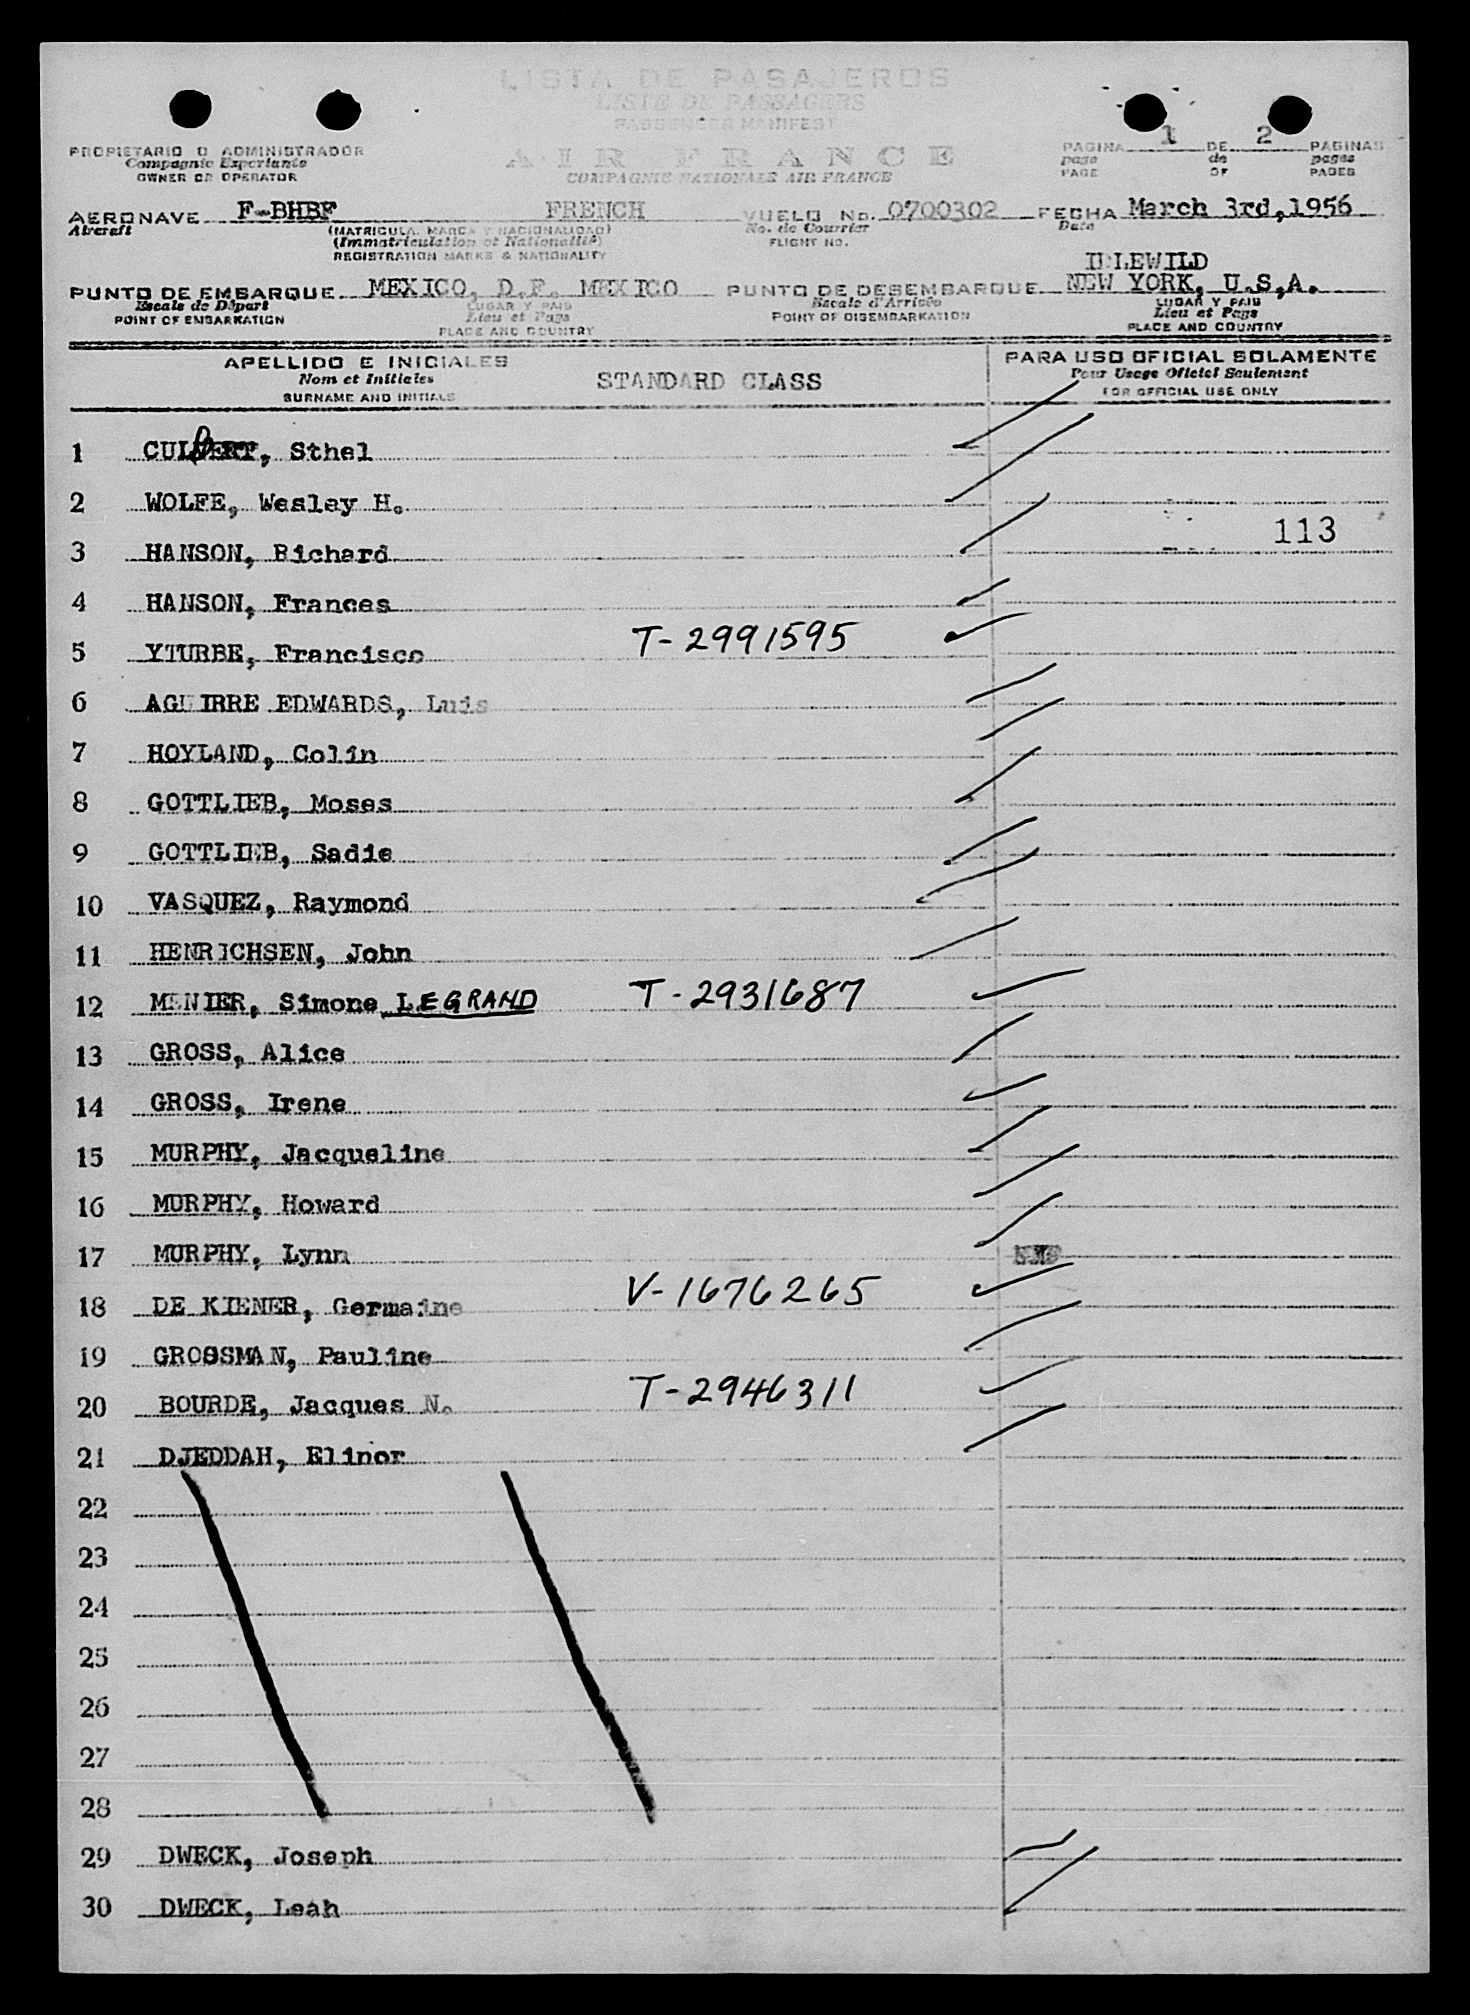 LISTA DE PASAJEROS
LISTE DE PASSAGERS
PASSENGER MANIFEST
PROPIETARIO O ADMINISTRADOR
Compagnie Exportante
OWNER OR OPERATOR
AIR FRANCE
COMPAGNIE NATIONALE AIR FRANCE
PAGINA 1 DE 2 PAGINAS
page de pages
PAGE OF PAGES
AERONAVE F-BHBF FRENCH VUELO No. 0700302 FECHA March 3rd,1956
Aircraft (MATRICULA, MARCA Y NACIONALIDAD) No. de Courrier Date
(Immatriculation et Nationalité) FLIGHT NO.
REGISTRATION MARKS & NATIONALITY
IDLEWILD
PUNTO DE EMBARQUE MEXICO, D.F. MEXICO PUNTO DE DESEMBARQUE NEW YORK, U.S,A.
Escale de Départ LUGAR Y PAIS Escale d'Arrivée LUGAR Y PAIS
POINT OF EMBARKATION Lieu et Pays POINT OF DISEMBARKATION Lieu et Pays
PLACE AND COUNTRY PLACE AND COUNTRY
APELLIDO E INICIALES STANDARD CLASS PARA USO OFICIAL SOLAMENTE
Nom et Initiales Pour Usage Officiel Seulement
SURNAME AND INITIALS FOR OFFICIAL USE ONLY
1 Sthel
2 WOLFE, Wesley H.
113
3 HANSON, Richard
4 HANSON, Frances
5 YTURBE, Francisco T-2991595
6 AGUIRRE EDWARDS, Luis
7 HOYLAND, Colin
8 GOTTLIEB, Moses
9 GOTTLIEB, Sadie
10 VASQUEZ, Raymond
11 HENRICHSEN, John
12 MENIER, Simone LEGRAND T-2931687
13 GROSS, Alice
14 GROSS, Irene
15 MURPHY, Jacqueline
16 MURPHY, Howard
17 MURPHY, Lynn
18 DE KIENER, Germaine V-1676265
19 GROSSMAN, Pauline
20 BOURDE, Jacques N. T-2946311
21 DJEDDAH, Elinor
22
23
24
25
26
27
28
29 DWECK, Joseph
30 DWECK, Leah